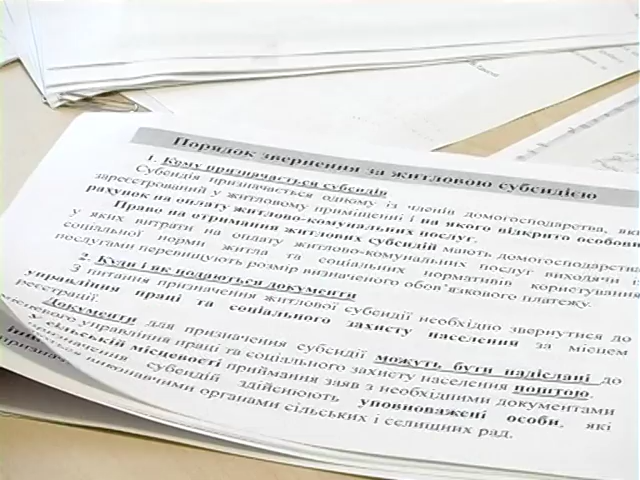 Порядок звернення за житловою субсидією
1. Кому призначається субсидія
Субсидія призначається одному із членів домогосподарства, який
зареєстрований у житловому приміщенні і на якого відкрито особовий
рахунок на оплату житлово-комунальних послуг.
Право на отримання житлових субсидій мають домогосподарства,
у яких витрати на оплату житлово-комунальних послуг виходячи із
соціальної норми житла та соціальних нормативів користування
послугами перевищують розмір визначеного обов'язкового платежу.
2. Куди і як подаються документи
З питання призначення житлової субсидії необхідно звернутися до
управління праці та соціального захисту населення за місцем
реєстрації.
Документи для призначення субсидії можуть бути надіслані до
місцевого управління праці та соціального захисту населення поштою.
У сільській місцевості приймання заяв з необхідними документами
призначення субсидій здійснюють уповноважені особи, які
виконавчими органами сільських і селищних рад.